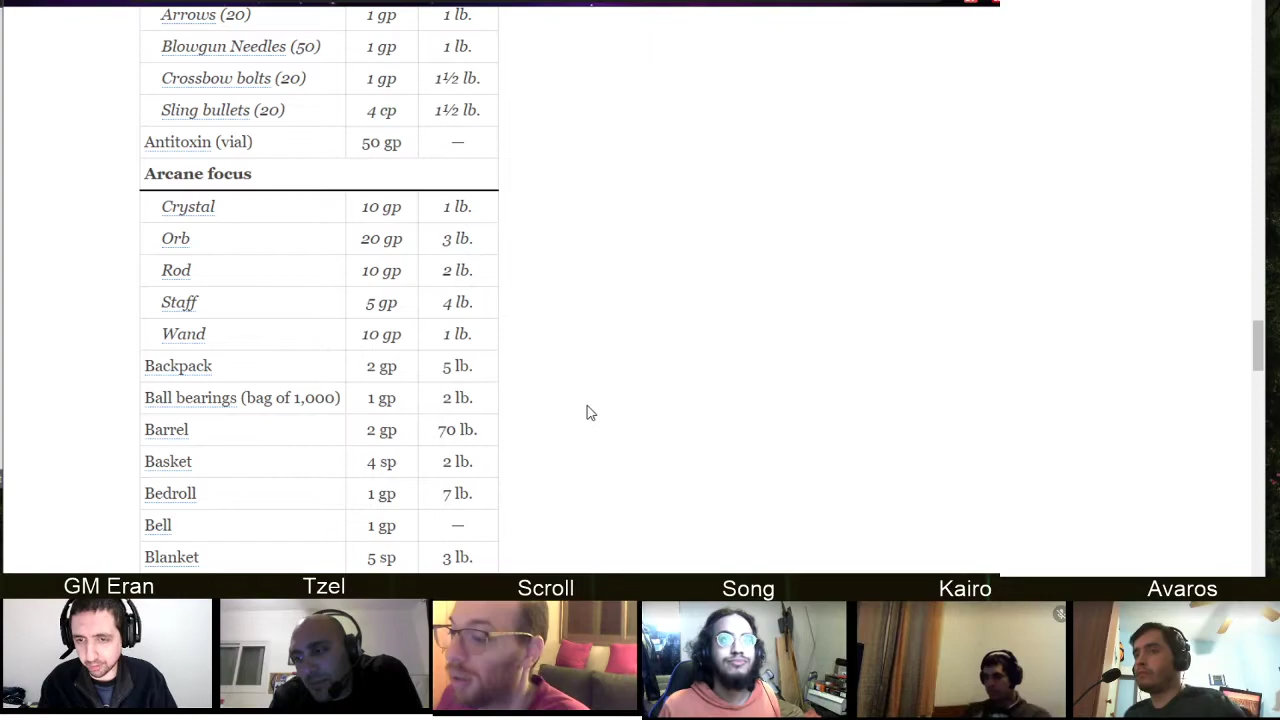 Arrows (20) 1 gp 1 lb.
Blowgun Needles (50) 1 gp 1 lb.
Crossbow bolts (20) 1 gp 1½ lb.
Sling bullets (20) 4 cp 1½ lb.
Antitoxin (vial) 50 gp —
Arcane focus
Crystal 10 gp 1 lb.
Orb 20 gp 3 lb.
Rod 10 gp 2 lb.
Staff 5 gp 4 lb.
Wand 10 gp 1 lb.
Backpack 2 gp 5 lb.
Ball bearings (bag of 1,000) 1 gp 2 lb.
Barrel 2 gp 70 lb.
Basket 4 sp 2 lb.
Bedroll 1 gp 7 lb.
Bell 1 gp —
Blanket 5 sp 3 lb.
GM Eran Tzel Scroll Song Kairo Avaros